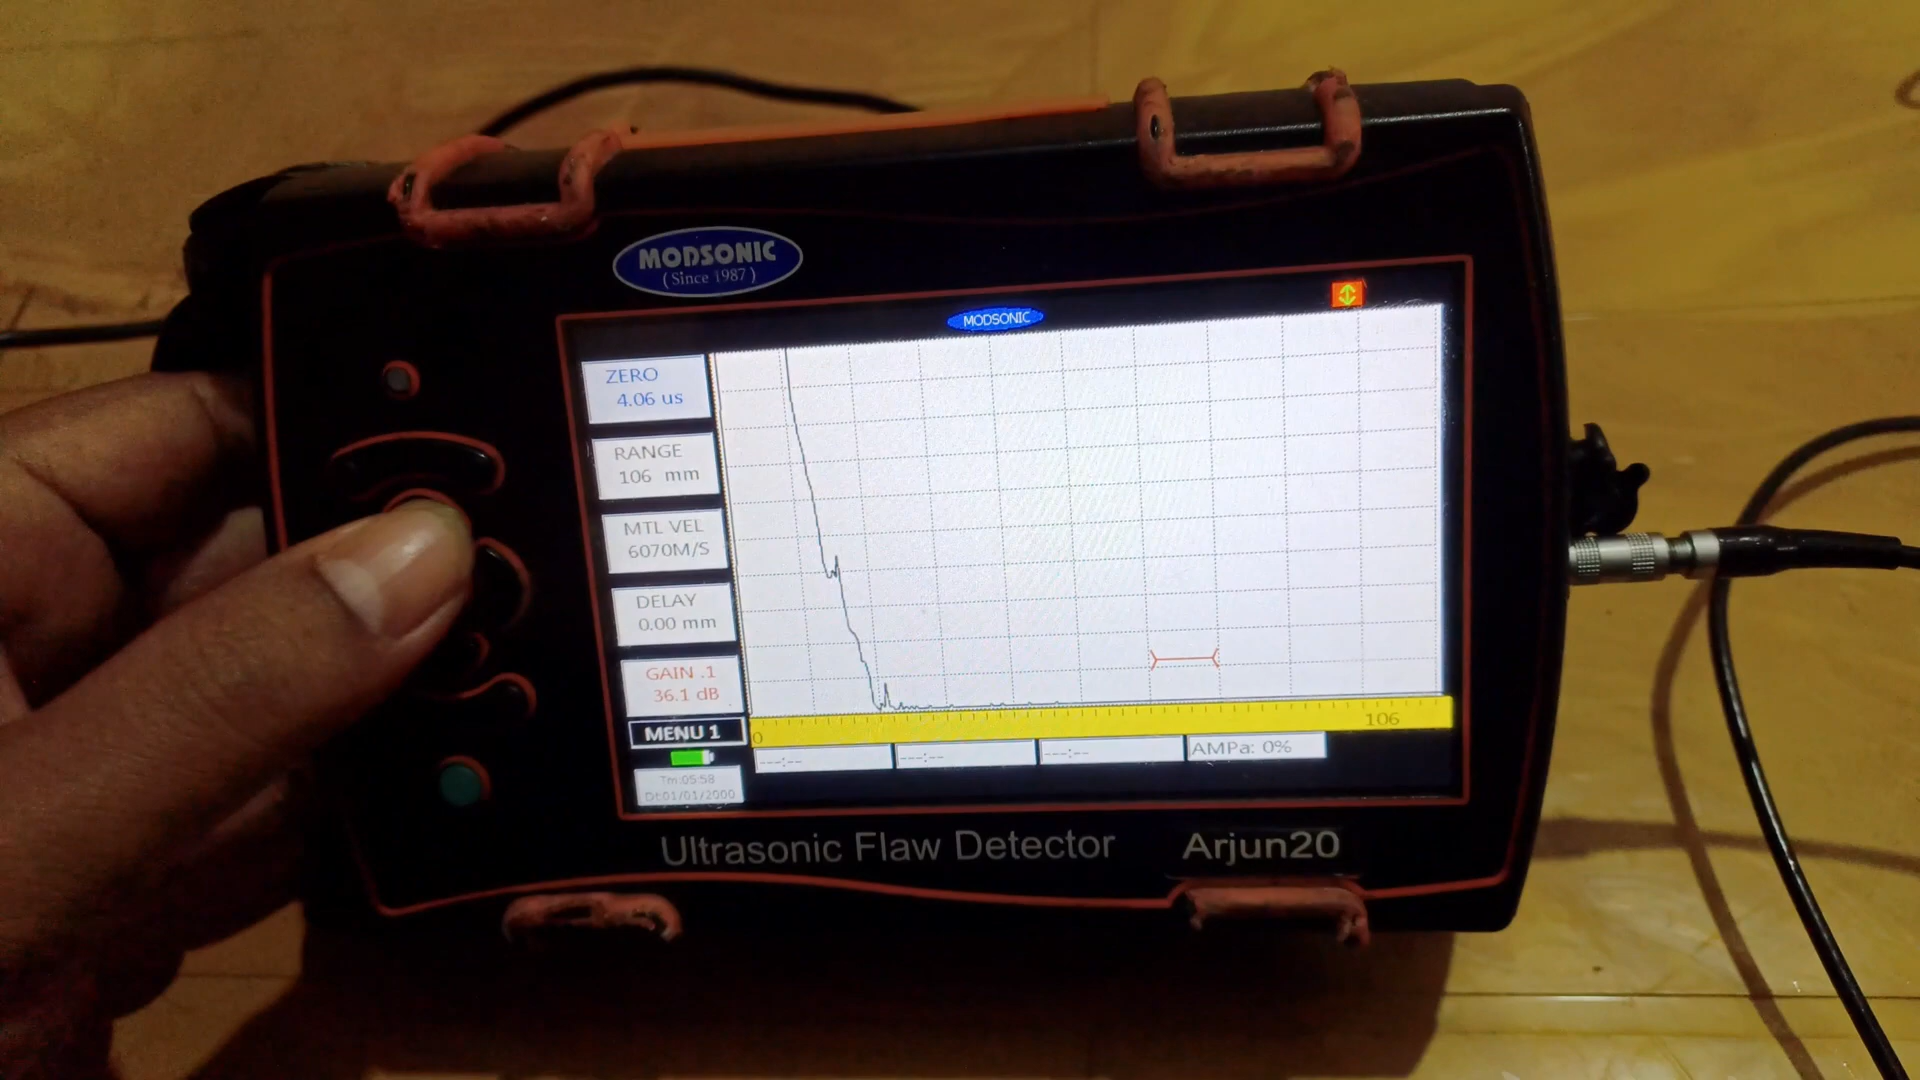 MODSONIC
( Since 1987 )
MODSONIC
ZERO
4.06 us
RANGE
106 mm
MTL VEL
6070M/S
DELAY
0.00 mm
GAIN .1
36.1 dB
MENU 1
0
106
---:--
---:--
---:--
AMPa: 0%
Tm:05:58
Dt:01/01/2000
Ultrasonic Flaw Detector
Arjun20